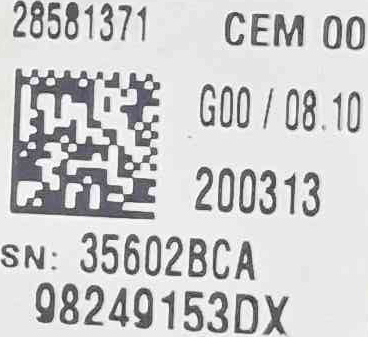 28581371 CEM 00
G00 / 08.10
200313
SN: 35602BCA
98249153DX